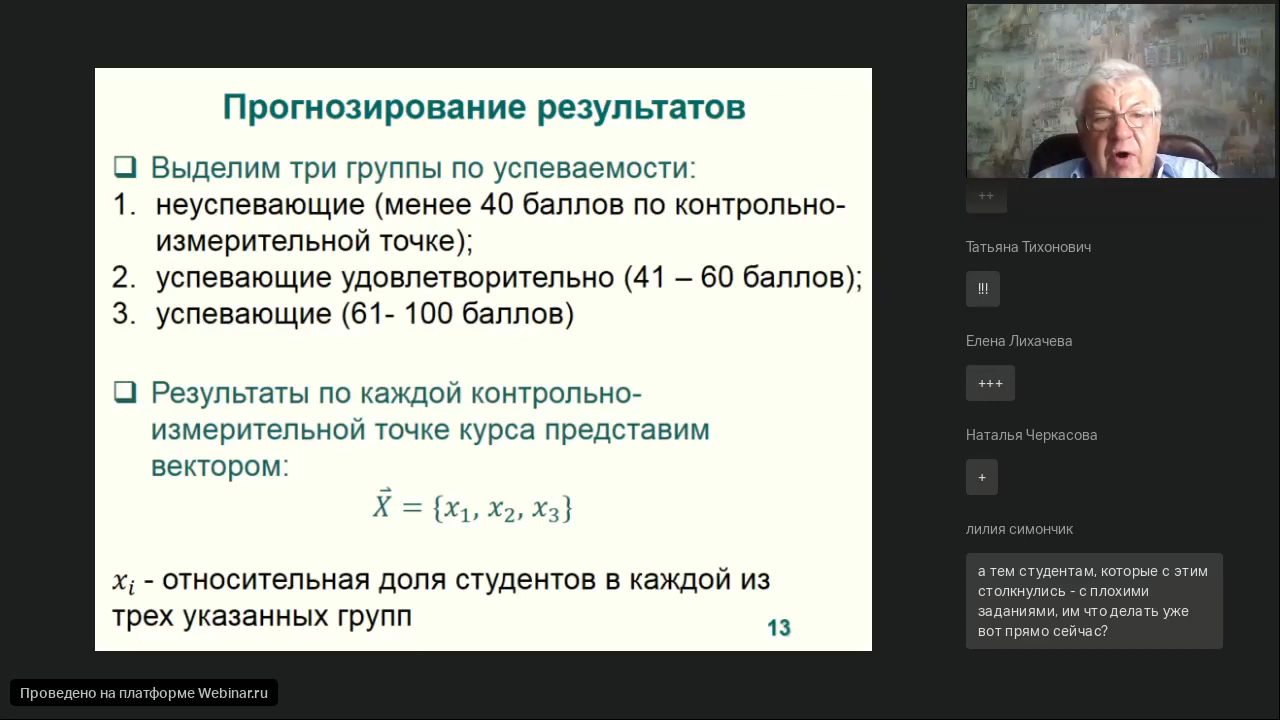 Прогнозирование результатов
❑ Выделим три группы по успеваемости:
1. неуспевающие (менее 40 баллов по контрольно-
измерительной точке);
2. успевающие удовлетворительно (41 – 60 баллов);
3. успевающие (61- 100 баллов)
❑ Результаты по каждой контрольно-
измерительной точке курса представим
вектором:
X⃗ = {x₁, x₂, x₃}
xᵢ - относительная доля студентов в каждой из
трех указанных групп
13
++
Татьяна Тихонович
!!!
Елена Лихачева
+++
Наталья Черкасова
+
лилия симончик
а тем студентам, которые с этим
столкнулись - с плохими
заданиями, им что делать уже
вот прямо сейчас?
Проведено на платформе Webinar.ru